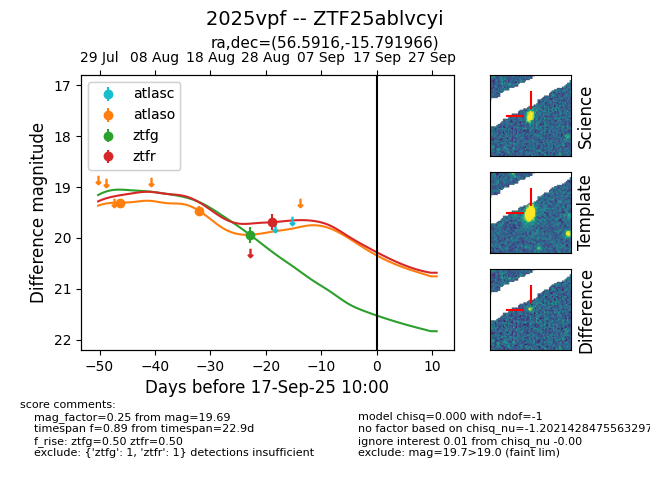 2025vpf -- ZTF25ablvcyi
ra,dec=(56.5916,-15.791966)
29 Jul 08 Aug 18 Aug 28 Aug 07 Sep 17 Sep 27 Sep
17
18
19
20
21
22
Difference magnitude
atlasc
atlaso
ztfg
ztfr
−50 −40 −30 −20 −10 0 10
Days before 17-Sep-25 10:00
Science
Template
Difference
score comments:
mag_factor=0.25 from mag=19.69
timespan f=0.89 from timespan=22.9d
f_rise: ztfg=0.50 ztfr=0.50
exclude: {'ztfg': 1, 'ztfr': 1} detections insufficient
model chisq=0.000 with ndof=-1
no factor based on chisq_nu=-1.2021428475563297
ignore interest 0.01 from chisq_nu -0.00
exclude: mag=19.7>19.0 (faint lim)